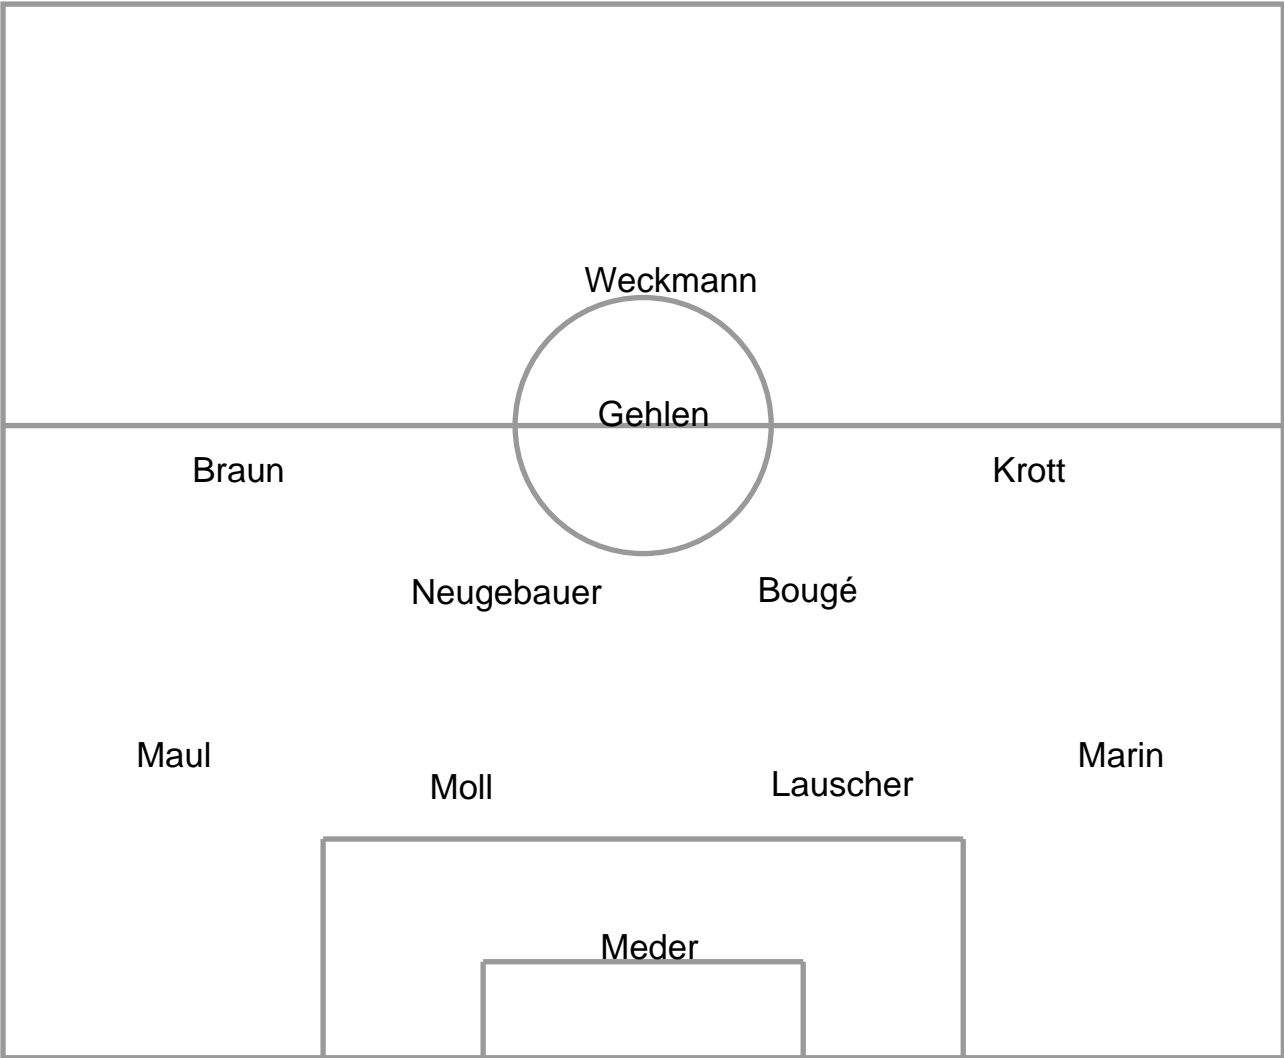 Weckmann
Gehlen
Braun
Krott
Neugebauer
Bougé
Maul
Marin
Moll
Lauscher
Meder